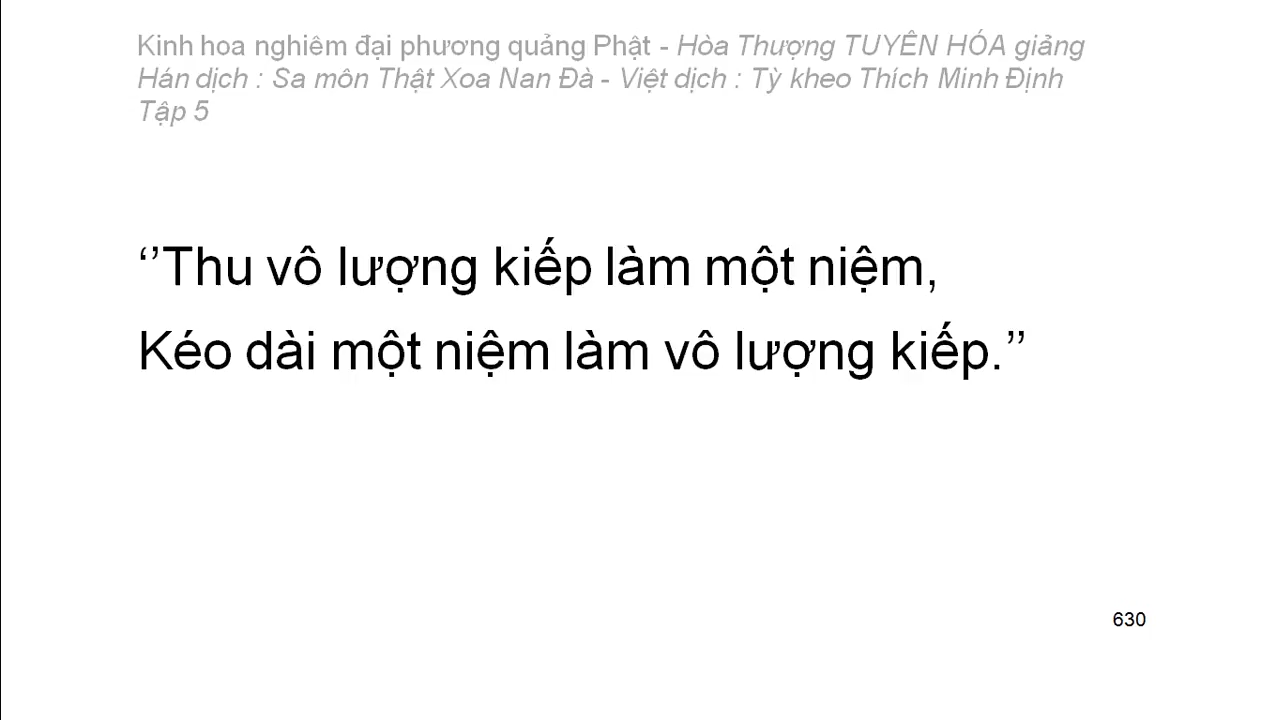 Kinh hoa nghiêm đại phương quảng Phật - Hòa Thượng TUYÊN HÓA giảng
Hán dịch : Sa môn Thật Xoa Nan Đà - Việt dịch : Tỳ kheo Thích Minh Định
Tập 5
‘’Thu vô lượng kiếp làm một niệm,
Kéo dài một niệm làm vô lượng kiếp.’’
630